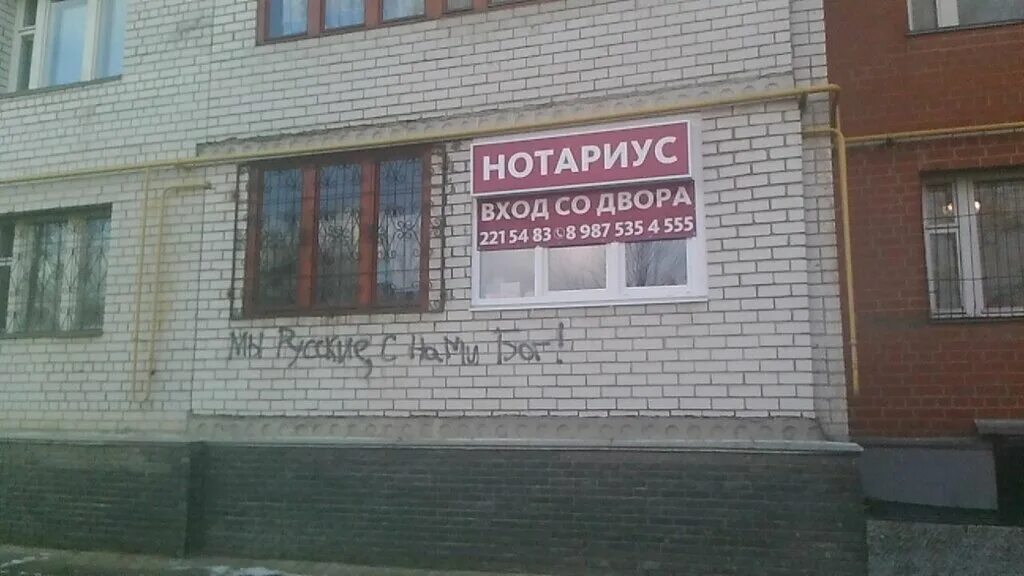 НОТАРИУС
ВХОД СО ДВОРА
221 54 83 8 987 535 4 555
Мы Русские, с нами Бог!